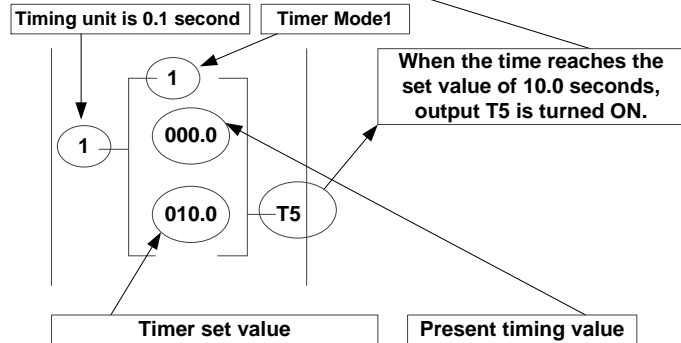 Timing unit is 0.1 second
Timer Mode1
When the time reaches the
set value of 10.0 seconds,
output T5 is turned ON.
1
1
000.0
010.0
T5
Timer set value
Present timing value